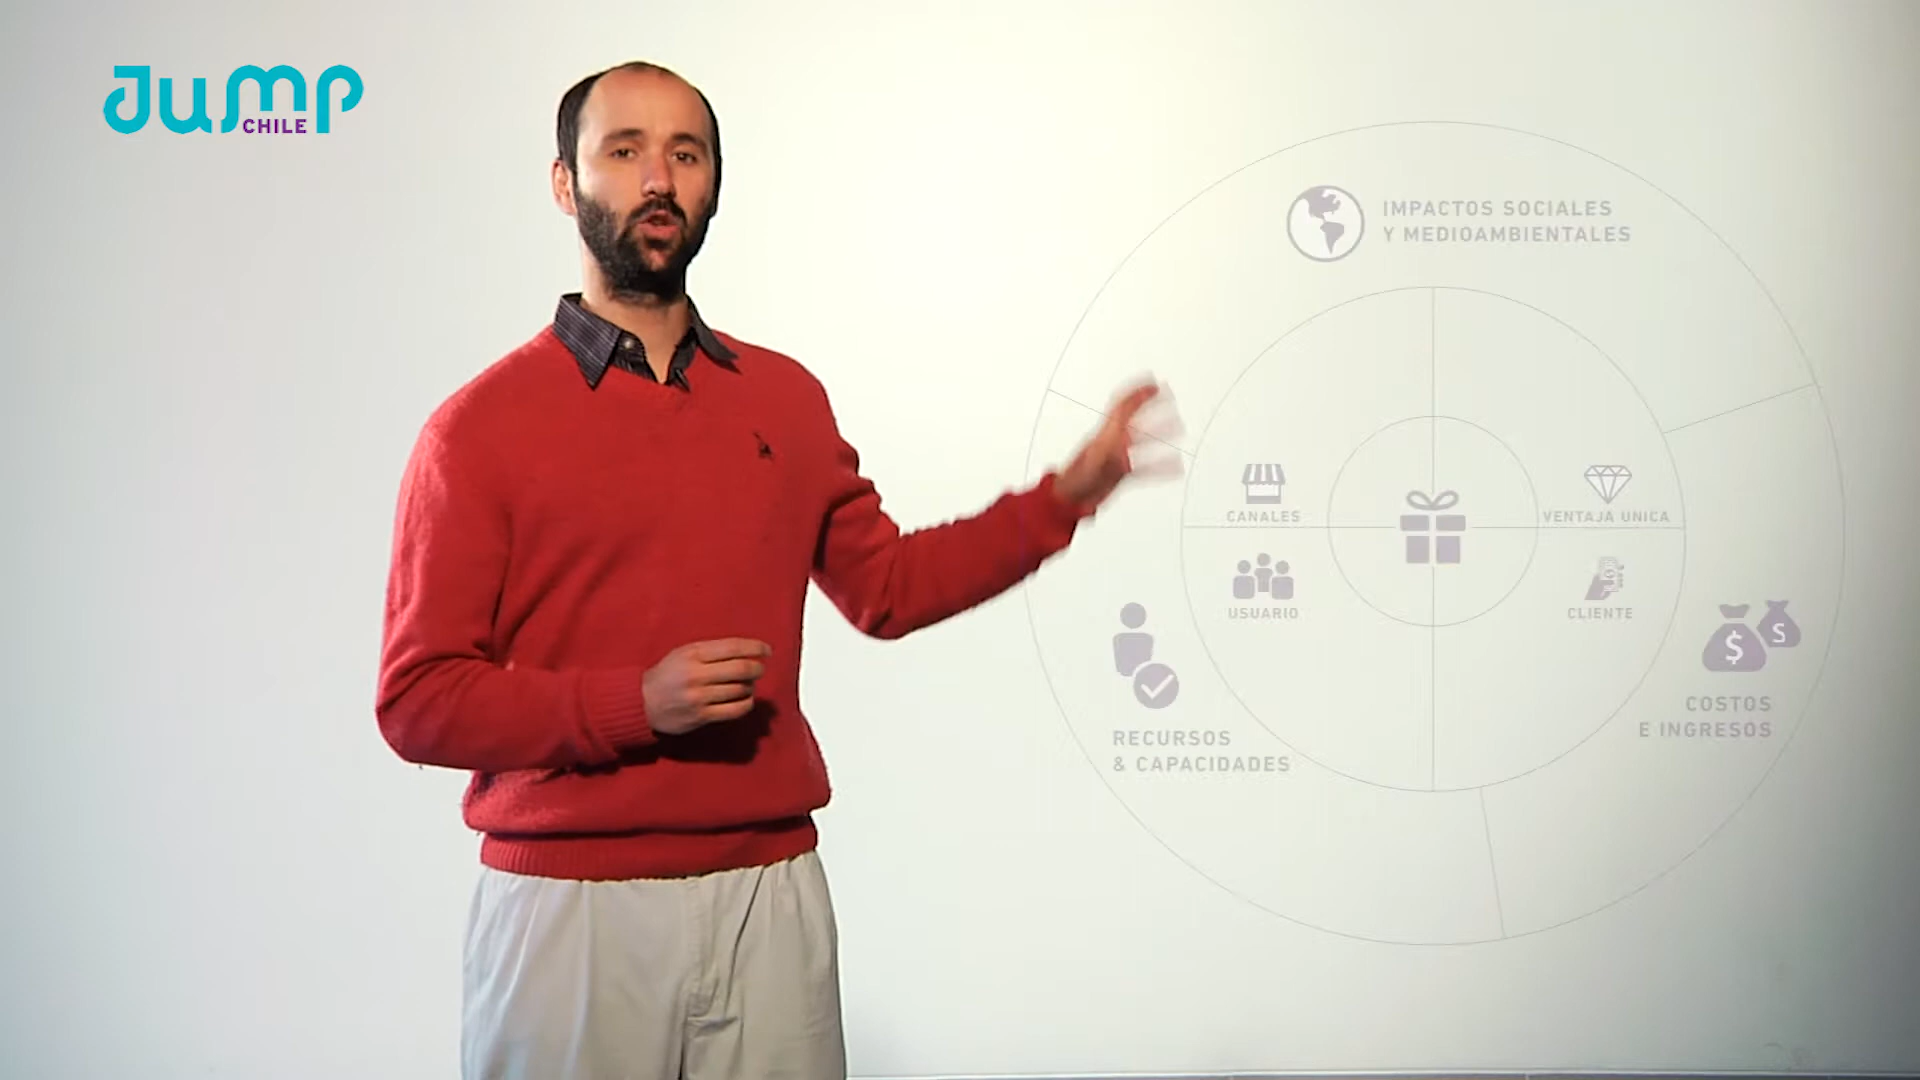 Jump
CHILE
IMPACTOS SOCIALES
Y MEDIOAMBIENTALES
CANALES
VENTAJA UNICA
USUARIO
CLIENTE
$ S
RECURSOS
& CAPACIDADES
COSTOS
E INGRESOS